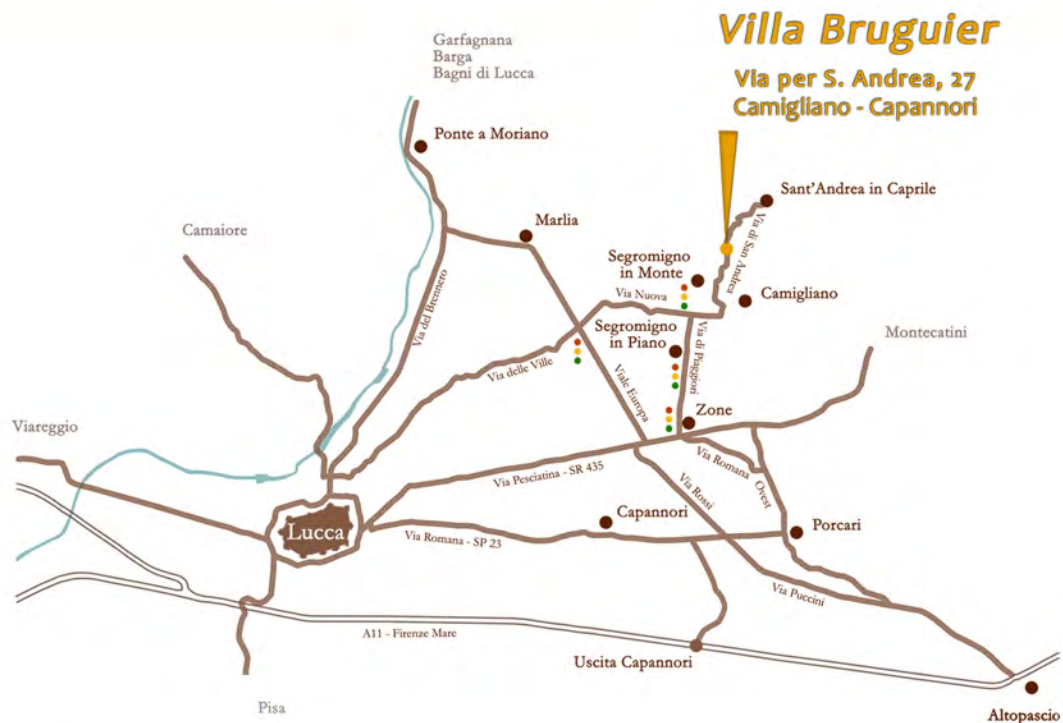 Villa Bruguier
Via per S. Andrea, 27
Camigliano - Capannori
Garfagnana
Barga
Bagni di Lucca
Ponte a Moriano
Sant'Andrea in Caprile
Marlia
Camaiore
Via di San Andrea
Segromigno
in Monte
Camigliano
Via Nuova
Via del Brennero
Segromigno
in Piano
Via di Piaggiori
Montecatini
Via delle Ville
Viale Europa
Zone
Viareggio
Via Pesciatina - SR 435
Via Romana
Ovest
Via Rossi
Capannori
Porcari
Lucca
Via Romana - SP 23
Via Puccini
A11 - Firenze Mare
Uscita Capannori
Pisa
Altopascio